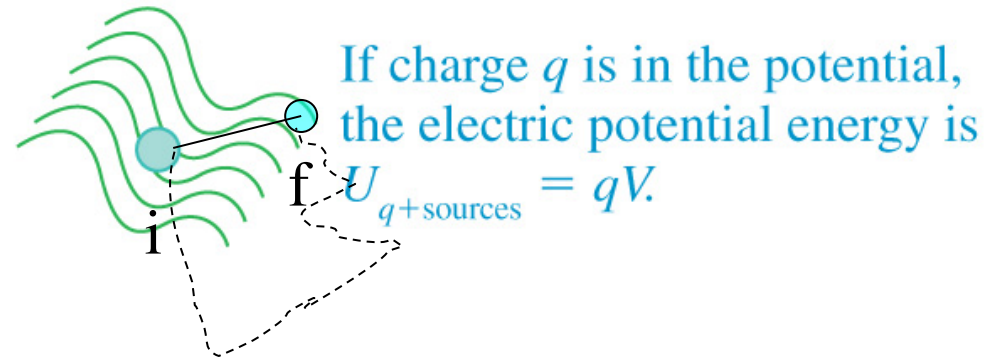 If charge q is in the potential,
the electric potential energy is
U q+sources = qV.
f
i